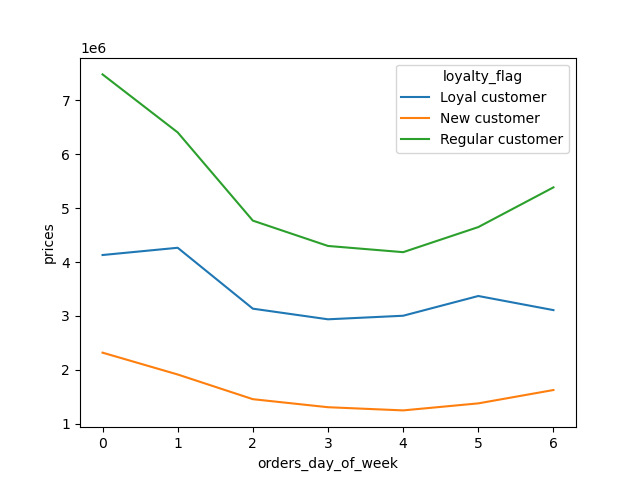 1e6
loyalty_flag
Loyal customer
New customer
Regular customer
7
6
5
4
3
2
1
prices
0 1 2 3 4 5 6
orders_day_of_week